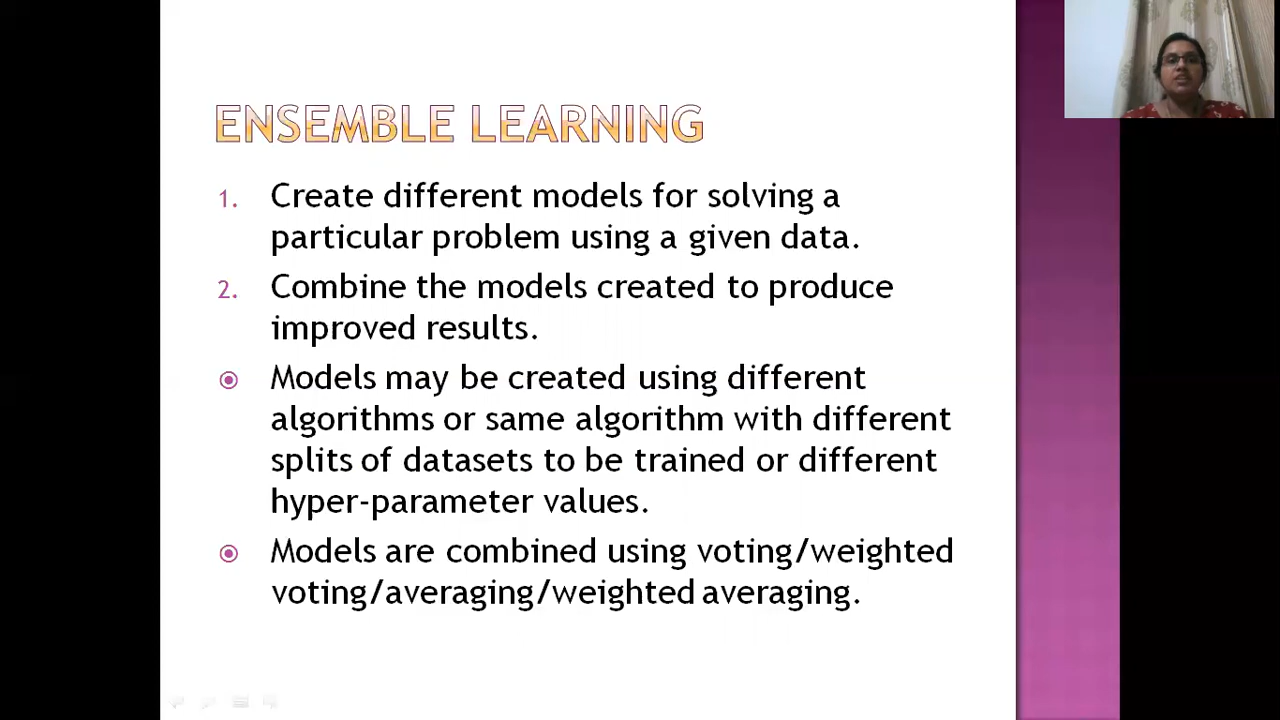 ENSEMBLE LEARNING
1. Create different models for solving a
particular problem using a given data.
2. Combine the models created to produce
improved results.
Models may be created using different
algorithms or same algorithm with different
splits of datasets to be trained or different
hyper-parameter values.
Models are combined using voting/weighted
voting/averaging/weighted averaging.